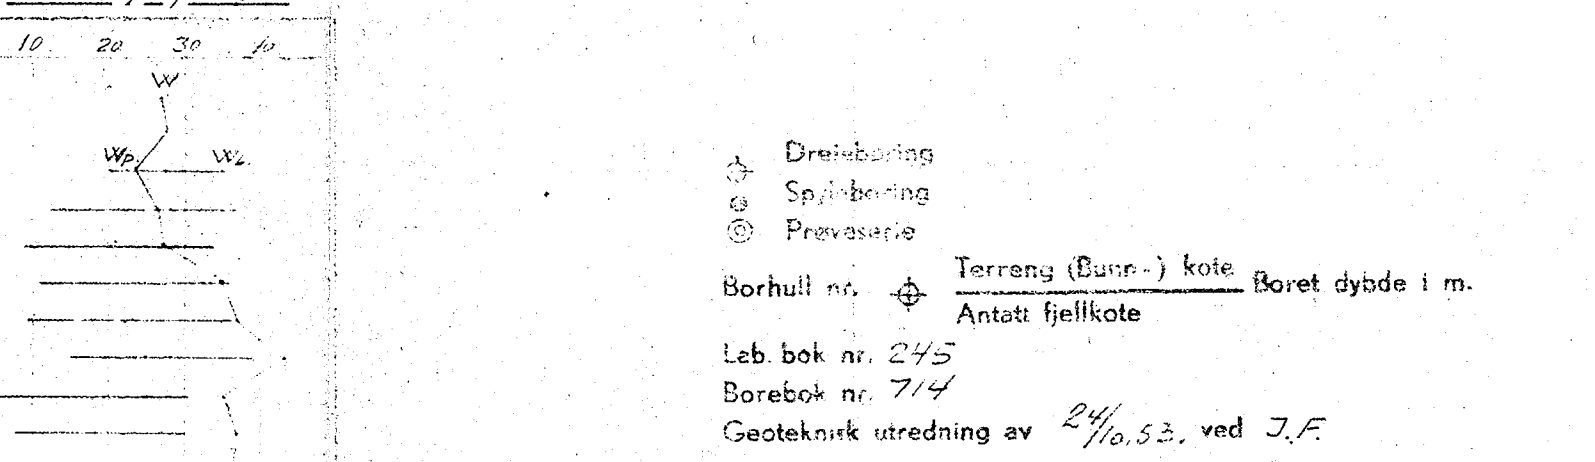 10 20 30 40
W
Wp. WL.
Dreieboring
Spyleboring
Prøveserie
Borhull nr. Terreng (Bunn-) kote Boret dybde i m.
Antatt fjellkote
Lab. bok nr. 245
Borebok nr. 714
Geoteknisk utredning av 24/10.53. ved J.F.